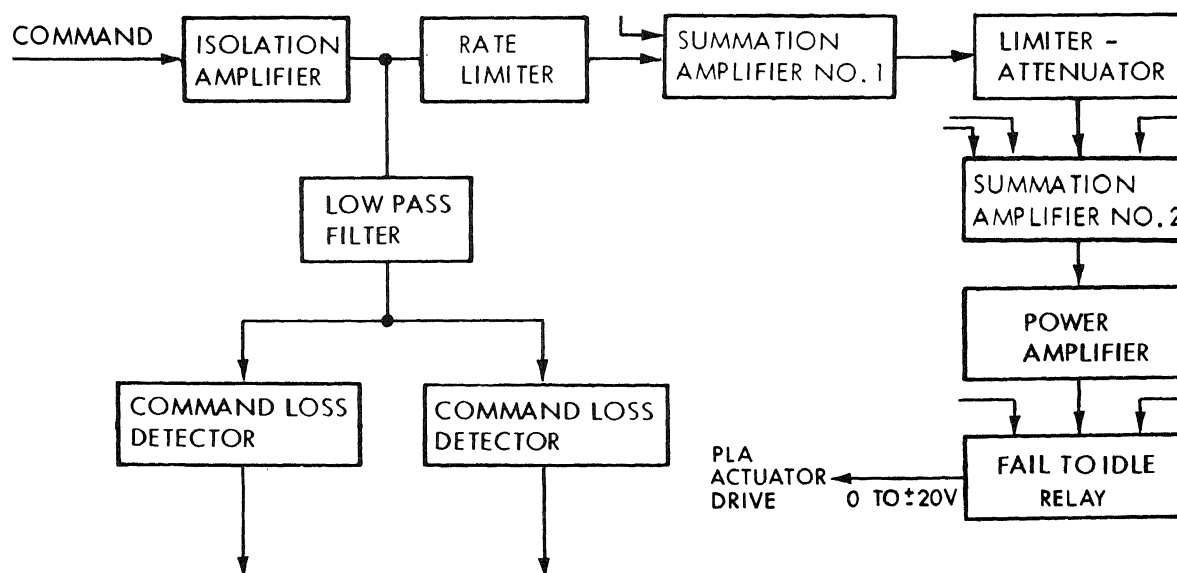 COMMAND
ISOLATION
AMPLIFIER
RATE
LIMITER
SUMMATION
AMPLIFIER NO. 1
LIMITER -
ATTENUATOR
LOW PASS
FILTER
SUMMATION
AMPLIFIER NO. 2
POWER
AMPLIFIER
COMMAND LOSS
DETECTOR
COMMAND LOSS
DETECTOR
PLA
ACTUATOR
DRIVE
0 TO ±20V
FAIL TO IDLE
RELAY